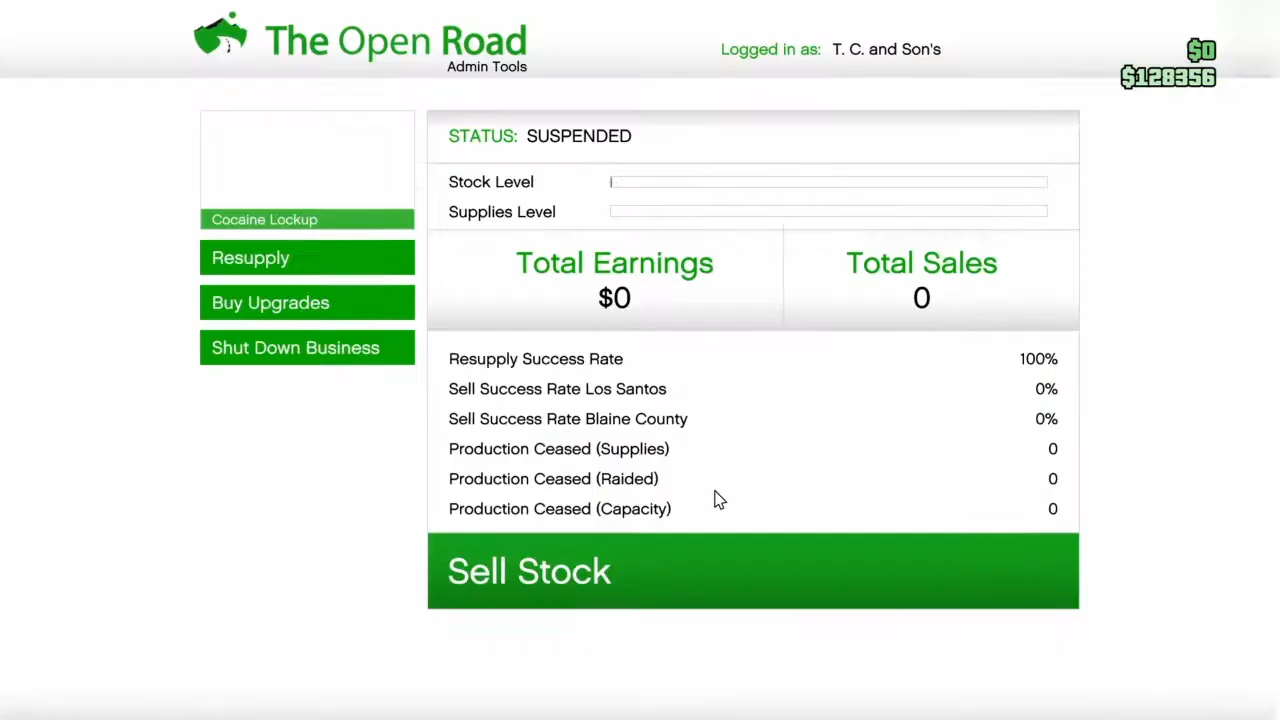 The Open Road
Admin Tools
Logged in as: T. C. and Son's
$0
$128356
Cocaine Lockup
Resupply
Buy Upgrades
Shut Down Business
STATUS: SUSPENDED
Stock Level
Supplies Level
Total Earnings
$0
Total Sales
0
Resupply Success Rate 100%
Sell Success Rate Los Santos 0%
Sell Success Rate Blaine County 0%
Production Ceased (Supplies) 0
Production Ceased (Raided) 0
Production Ceased (Capacity) 0
Sell Stock